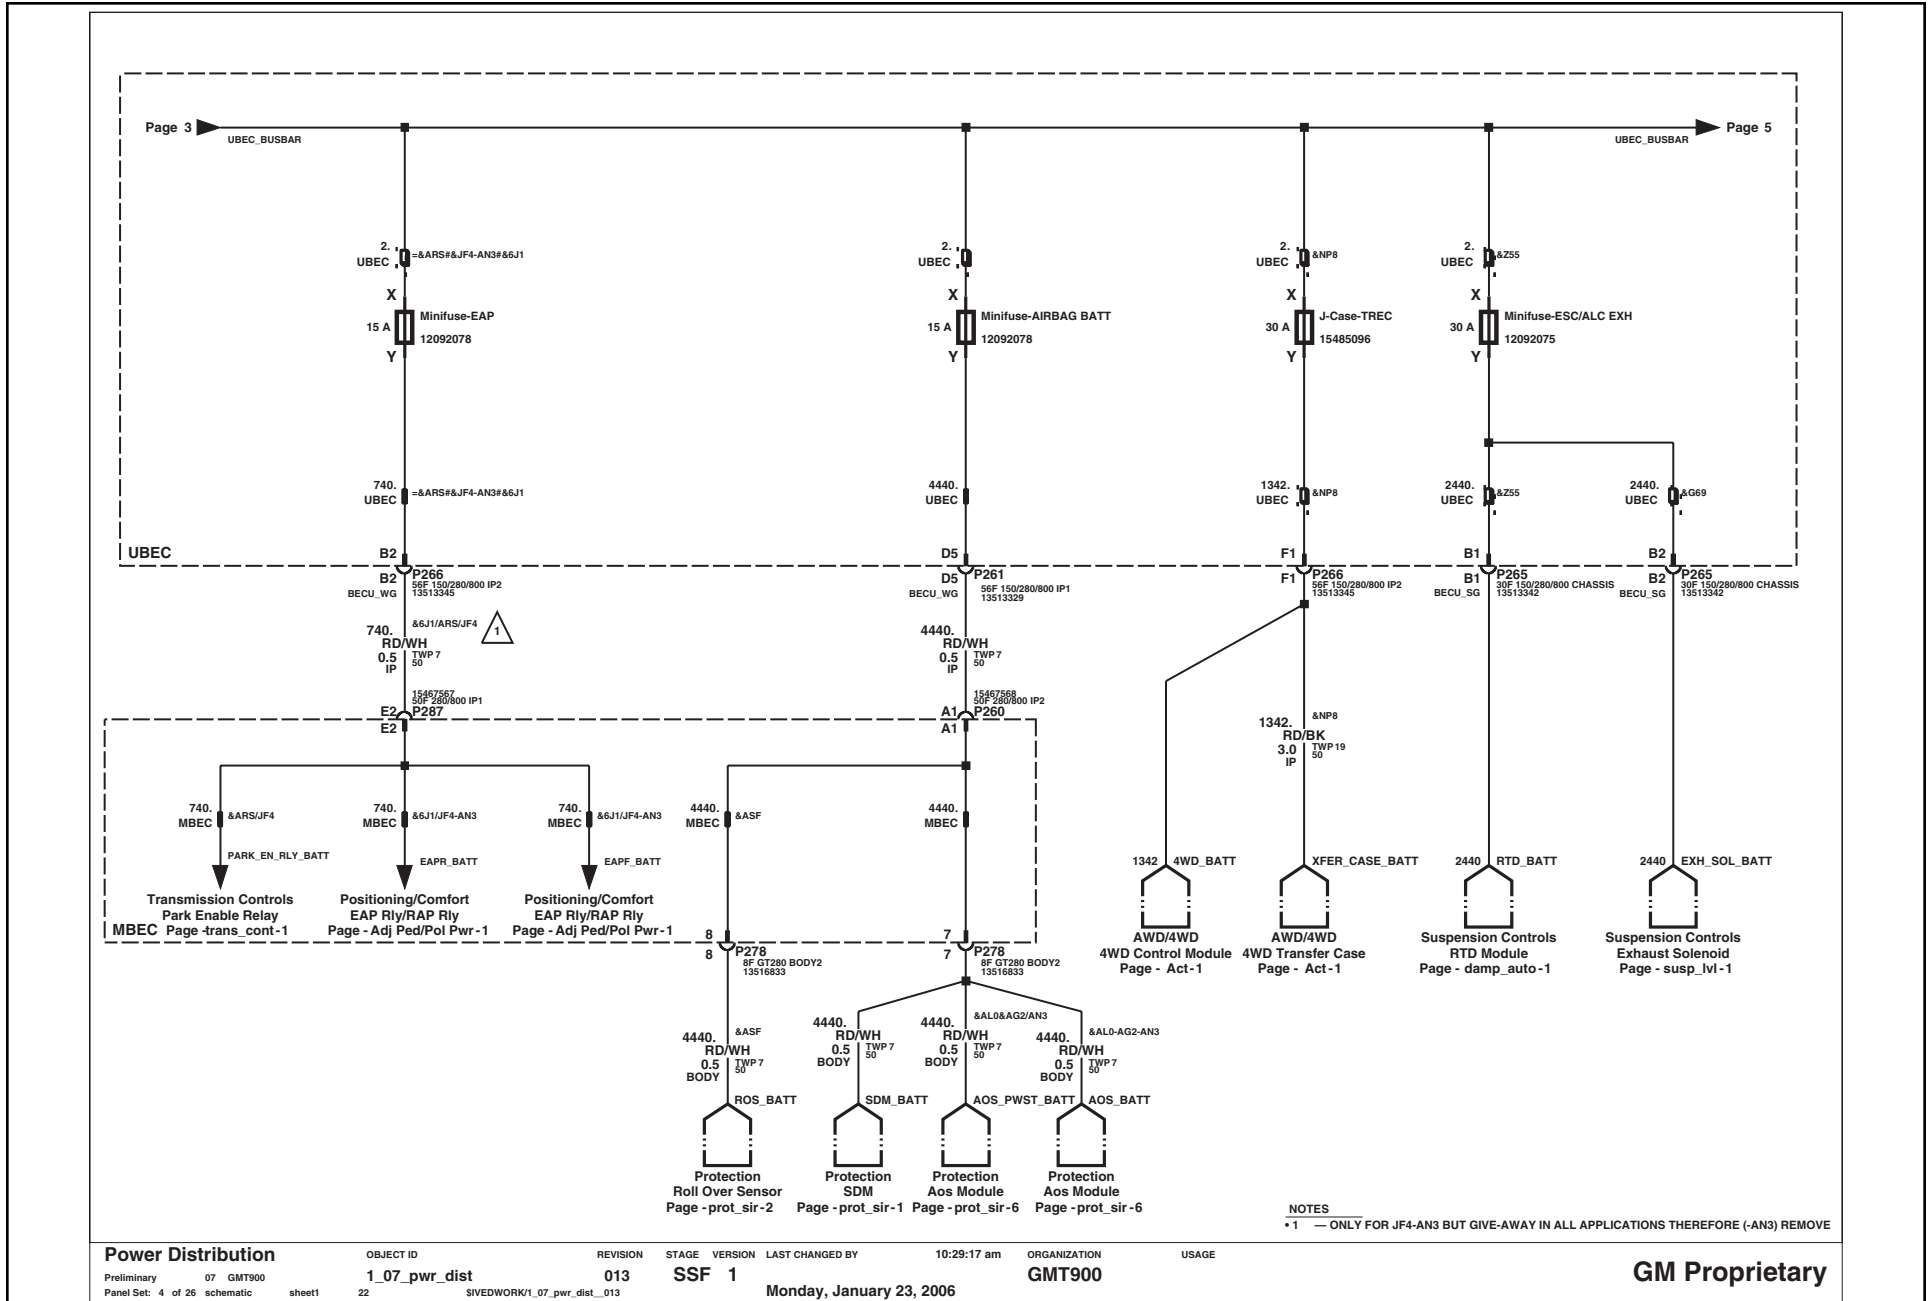 Page 3
UBEC_BUSBAR
UBEC_BUSBAR
Page 5
2.
UBEC
=&ARS#&JF4-AN3#&6J1
2.
UBEC
2.
UBEC
&NP8
2.
UBEC
&Z55
X
15 A
Minifuse-EAP
12092078
Y
X
15 A
Minifuse-AIRBAG BATT
12092078
Y
X
30 A
J-Case-TREC
15485096
Y
X
30 A
Minifuse-ESC/ALC EXH
12092075
Y
740.
UBEC
=&ARS#&JF4-AN3#&6J1
4440.
UBEC
1342.
UBEC
&NP8
2440.
UBEC
&Z55
2440.
UBEC
&G69
UBEC
B2
B2
P266
56F 150/280/800 IP2
13513345
BECU_WG
D5
D5
P261
56F 150/280/800 IP1
13513329
BECU_WG
F1
F1
P266
56F 150/280/800 IP2
13513345
B1
B1
P265
30F 150/280/800 CHASSIS
13513342
BECU_SG
B2
B2
P265
30F 150/280/800 CHASSIS
13513342
BECU_SG
&6J1/ARS/JF4
1
740.
RD/WH
0.5
TWP 7
50
IP
4440.
RD/WH
0.5
TWP 7
50
IP
15467567
50F 280/800 IP1
E2
P287
E2
15467568
50F 280/800 IP2
A1
P260
A1
1342.
&NP8
RD/BK
3.0
TWP 19
50
IP
740.
MBEC
&ARS/JF4
740.
MBEC
&6J1/JF4-AN3
740.
MBEC
&6J1/JF4-AN3
4440.
MBEC
&ASF
4440.
MBEC
PARK_EN_RLY_BATT
EAPR_BATT
EAPF_BATT
1342
4WD_BATT
XFER_CASE_BATT
2440
RTD_BATT
2440
EXH_SOL_BATT
Transmission Controls
Park Enable Relay
Page -trans_cont-1
Positioning/Comfort
EAP Rly/RAP Rly
Page - Adj Ped/Pol Pwr-1
Positioning/Comfort
EAP Rly/RAP Rly
Page - Adj Ped/Pol Pwr-1
MBEC
8
8
P278
8F GT280 BODY2
13516833
7
7
P278
8F GT280 BODY2
13516833
AWD/4WD
4WD Control Module
Page - Act-1
AWD/4WD
4WD Transfer Case
Page - Act-1
Suspension Controls
RTD Module
Page - damp_auto-1
Suspension Controls
Exhaust Solenoid
Page - susp_lvl-1
4440.
&ASF
RD/WH
0.5
TWP 7
50
BODY
4440.
RD/WH
0.5
TWP 7
50
BODY
&AL0&AG2/AN3
4440.
RD/WH
0.5
TWP 7
50
BODY
&AL0-AG2-AN3
4440.
RD/WH
0.5
TWP 7
50
BODY
ROS_BATT
SDM_BATT
AOS_PWST_BATT
AOS_BATT
Protection
Roll Over Sensor
Page -prot_sir-2
Protection
SDM
Page -prot_sir-1
Protection
Aos Module
Page -prot_sir-6
Protection
Aos Module
Page -prot_sir-6
NOTES
• 1 — ONLY FOR JF4-AN3 BUT GIVE-AWAY IN ALL APPLICATIONS THEREFORE (-AN3) REMOVE
Power Distribution
Preliminary 07 GMT900
Panel Set: 4 of 26 schematic sheet1 22 $IVEDWORK/1_07_pwr_dist__013
OBJECT ID
1_07_pwr_dist
REVISION
013
STAGE
SSF
VERSION
1
LAST CHANGED BY
10:29:17 am
Monday, January 23, 2006
ORGANIZATION
GMT900
USAGE
GM Proprietary